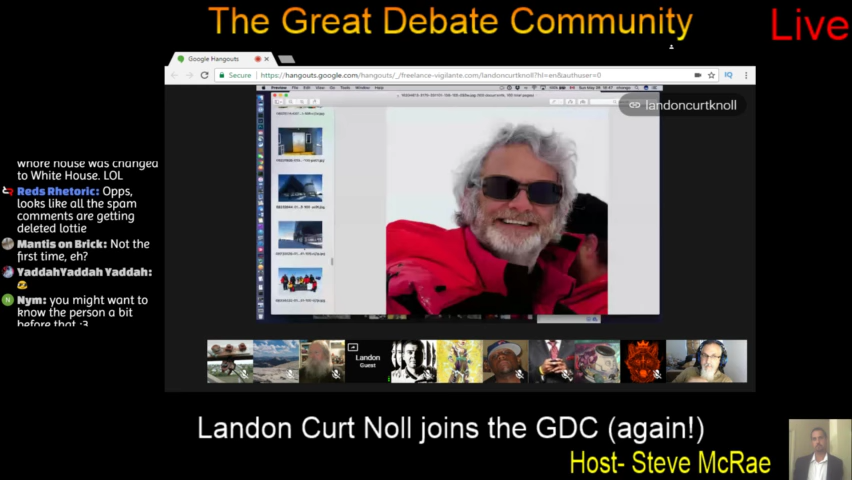 The Great Debate Community
Live
Google Hangouts
Secure
https://hangouts.google.com/hangouts/_/freelance-vigilante.com/landoncurtknoll?hl=en&authuser=0
landoncurtknoll
whore house was changed
to White House. LOL
Reds Rhetoric: Opps,
looks like all the spam
comments are getting
deleted lottie
Mantis on Brick: Not the
first time, eh?
YaddahYaddah Yaddah:
N
Nym: you might want to
know the person a bit
before that :3
Landon
Guest
Landon Curt Noll joins the GDC (again!)
Host- Steve McRae